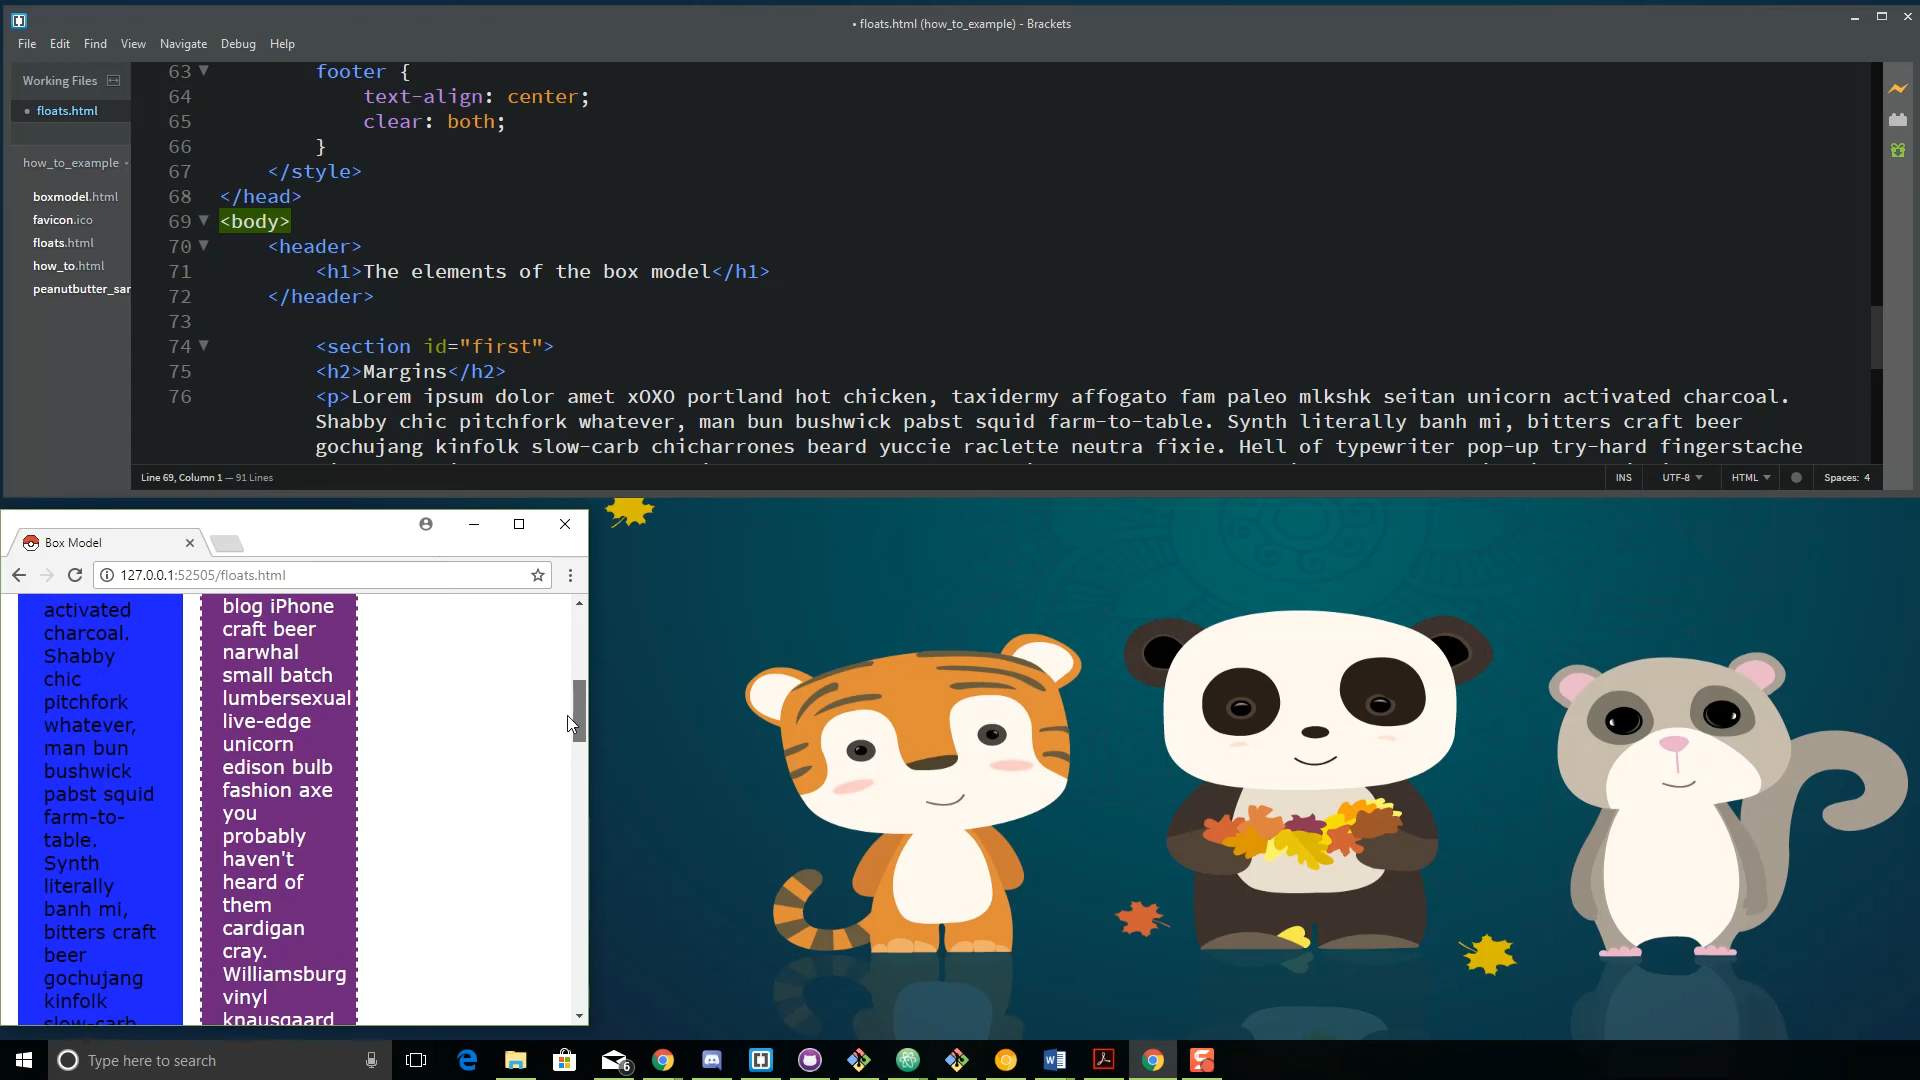 • floats.html (how_to_example) - Brackets
File Edit Find View Navigate Debug Help
Working Files
• floats.html
how_to_example
boxmodel.html
favicon.ico
floats.html
how_to.html
peanutbutter_sar
63 footer {
64 text-align: center;
65 clear: both;
66 }
67 </style>
68 </head>
69 <body>
70 <header>
71 <h1>The elements of the box model</h1>
72 </header>
73
74 <section id="first">
75 <h2>Margins</h2>
76 <p>Lorem ipsum dolor amet xOXO portland hot chicken, taxidermy affogato fam paleo mlkshk seitan unicorn activated charcoal.
Shabby chic pitchfork whatever, man bun bushwick pabst squid farm-to-table. Synth literally banh mi, bitters craft beer
gochujang kinfolk slow-carb chicharrones beard yuccie raclette neutra fixie. Hell of typewriter pop-up try-hard fingerstache
Line 69, Column 1 — 91 Lines
INS UTF-8 HTML Spaces: 4
Box Model
127.0.0.1:52505/floats.html
activated
charcoal.
Shabby
chic
pitchfork
whatever,
man bun
bushwick
pabst squid
farm-to-
table.
Synth
literally
banh mi,
bitters craft
beer
gochujang
kinfolk
slow-carb
blog iPhone
craft beer
narwhal
small batch
lumbersexual
live-edge
unicorn
edison bulb
fashion axe
you
probably
haven't
heard of
them
cardigan
cray.
Williamsburg
vinyl
knausgaard
Type here to search
6